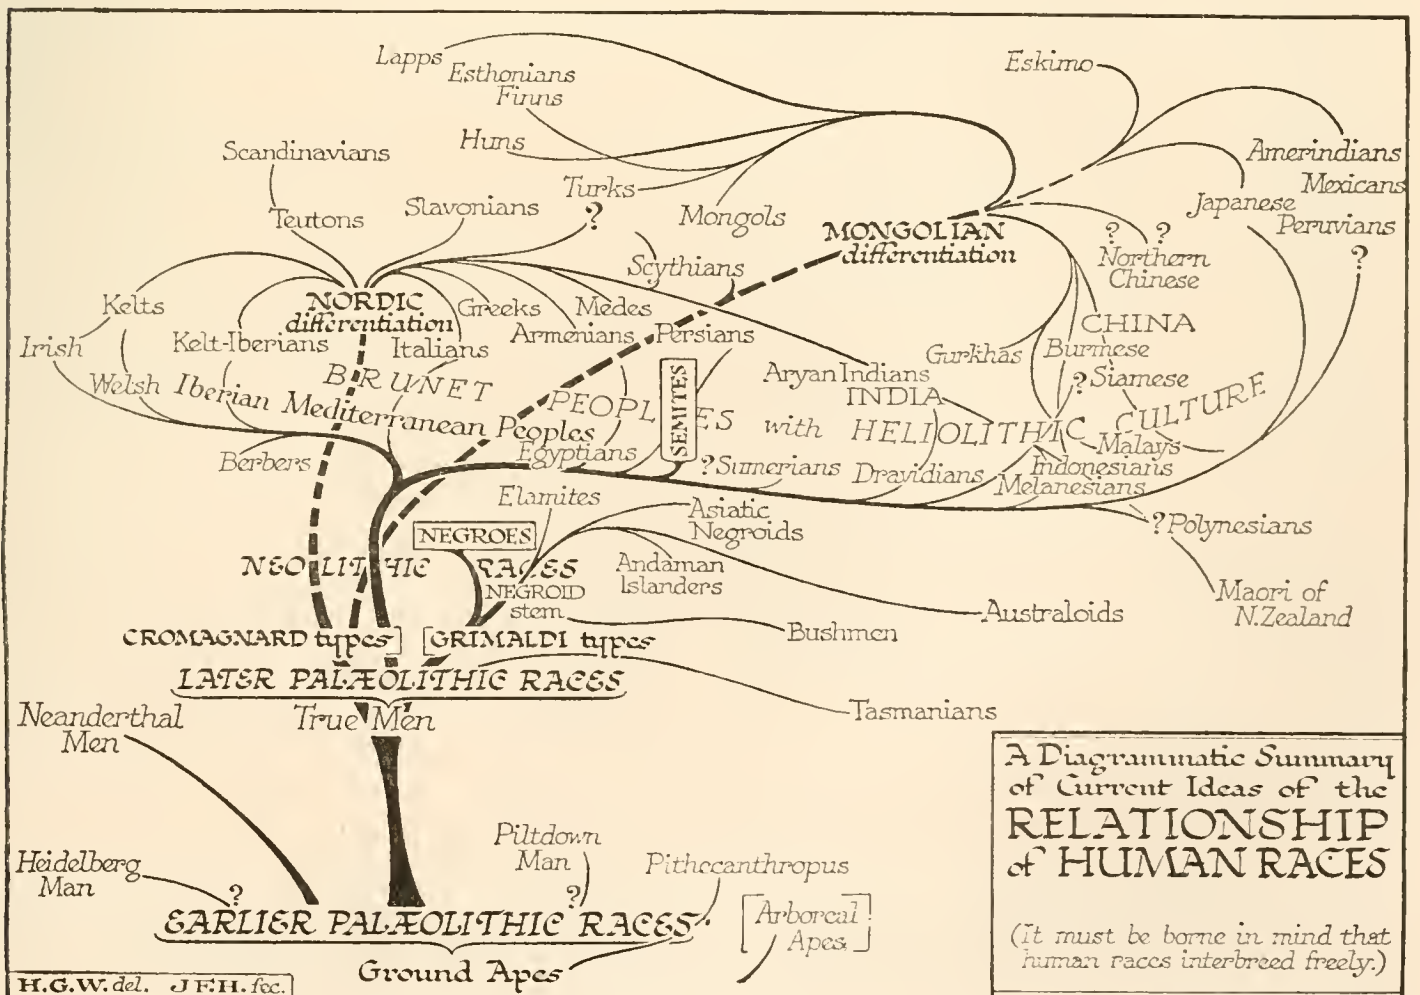 Lapps
Esthonians
Finns
Huns
Turks
?
Mongols
Eskimo
Amerindians
Mexicans
Japanese
Peruvians
?
Scandinavians
Teutons
Slavonians
Scythians
MONGOLIAN
differentiation
? ?
Northern
Chinese
Kelts
NORDIC
differentiation
Greeks
Medes
Armenians
Persians
Irish
Kelt-Iberians
Italians
CHINA
Gurkhas
Burmese
Aryan Indians
INDIA
? Siamese
Welsh
Iberian Mediterranean Peoples
BRUNET PEOPLES with HELIOLITHIC CULTURE
SEMITES
Berbers
Egyptians
? Sumerians
Dravidians
Malays
Indonesians
Melanesians
Elamites
Asiatic
Negroids
? Polynesians
NEGROES
NEOLITHIC RACES
NEGROID
stem
Andaman
Islanders
Maori of
N. Zealand
Australoids
Bushmen
CROMAGNARD types] [GRIMALDI types
LATER PALÆOLITHIC RACES
True Men
Tasmanians
Neanderthal
Men
Heidelberg
Man
?
Piltdown
Man
?
Pithecanthropus
EARLIER PALÆOLITHIC RACES
[Arboreal
Apes.]
Ground Apes
A Diagrammatic Summary
of Current Ideas of the
RELATIONSHIP
of HUMAN RACES
(It must be borne in mind that
human races interbreed freely.)
H.G.W. del. J.F.H. fec.